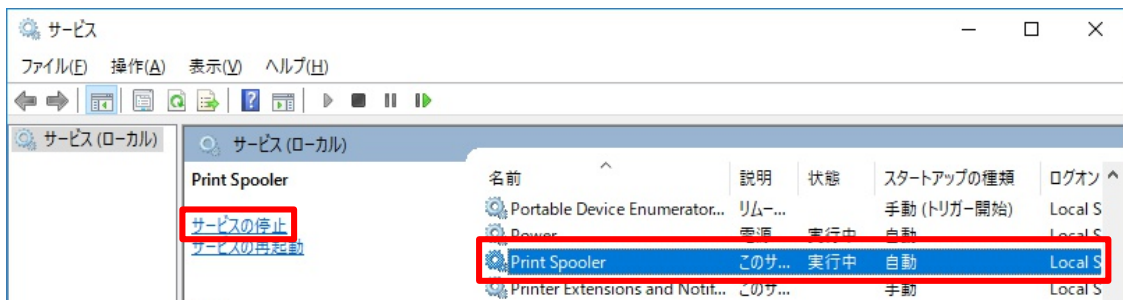 サービス
ファイル(F) 操作(A) 表示(V) ヘルプ(H)
サービス (ローカル)
サービス (ローカル)
Print Spooler
サービスの停止
サービスの再起動
名前 説明 状態 スタートアップの種類 ログオン
Portable Device Enumerator... リムー... 手動 (トリガー開始) Local S
Power 電源 実行中 自動 Local S
Print Spooler このサ... 実行中 自動 Local S
Printer Extensions and Notif... このサ... 手動 Local S